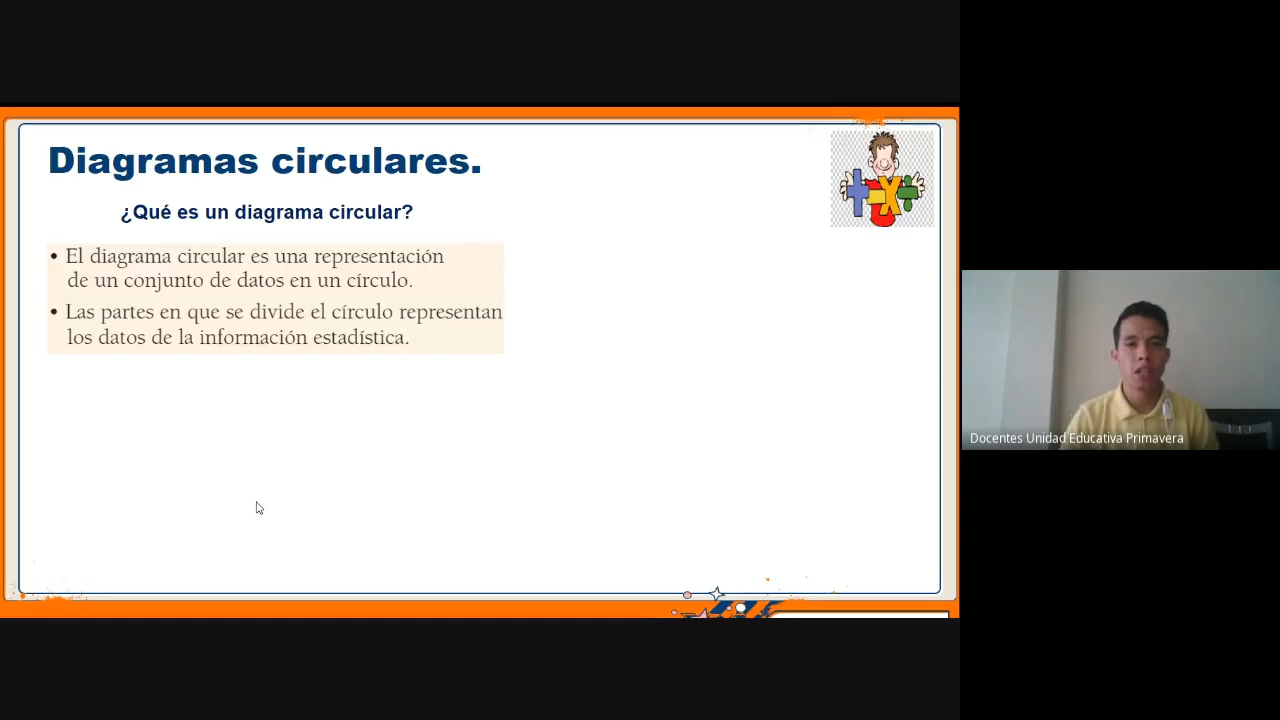 Diagramas circulares.
¿Qué es un diagrama circular?
• El diagrama circular es una representación
de un conjunto de datos en un círculo.
• Las partes en que se divide el círculo representan
los datos de la información estadística.
Docentes Unidad Educativa Primavera